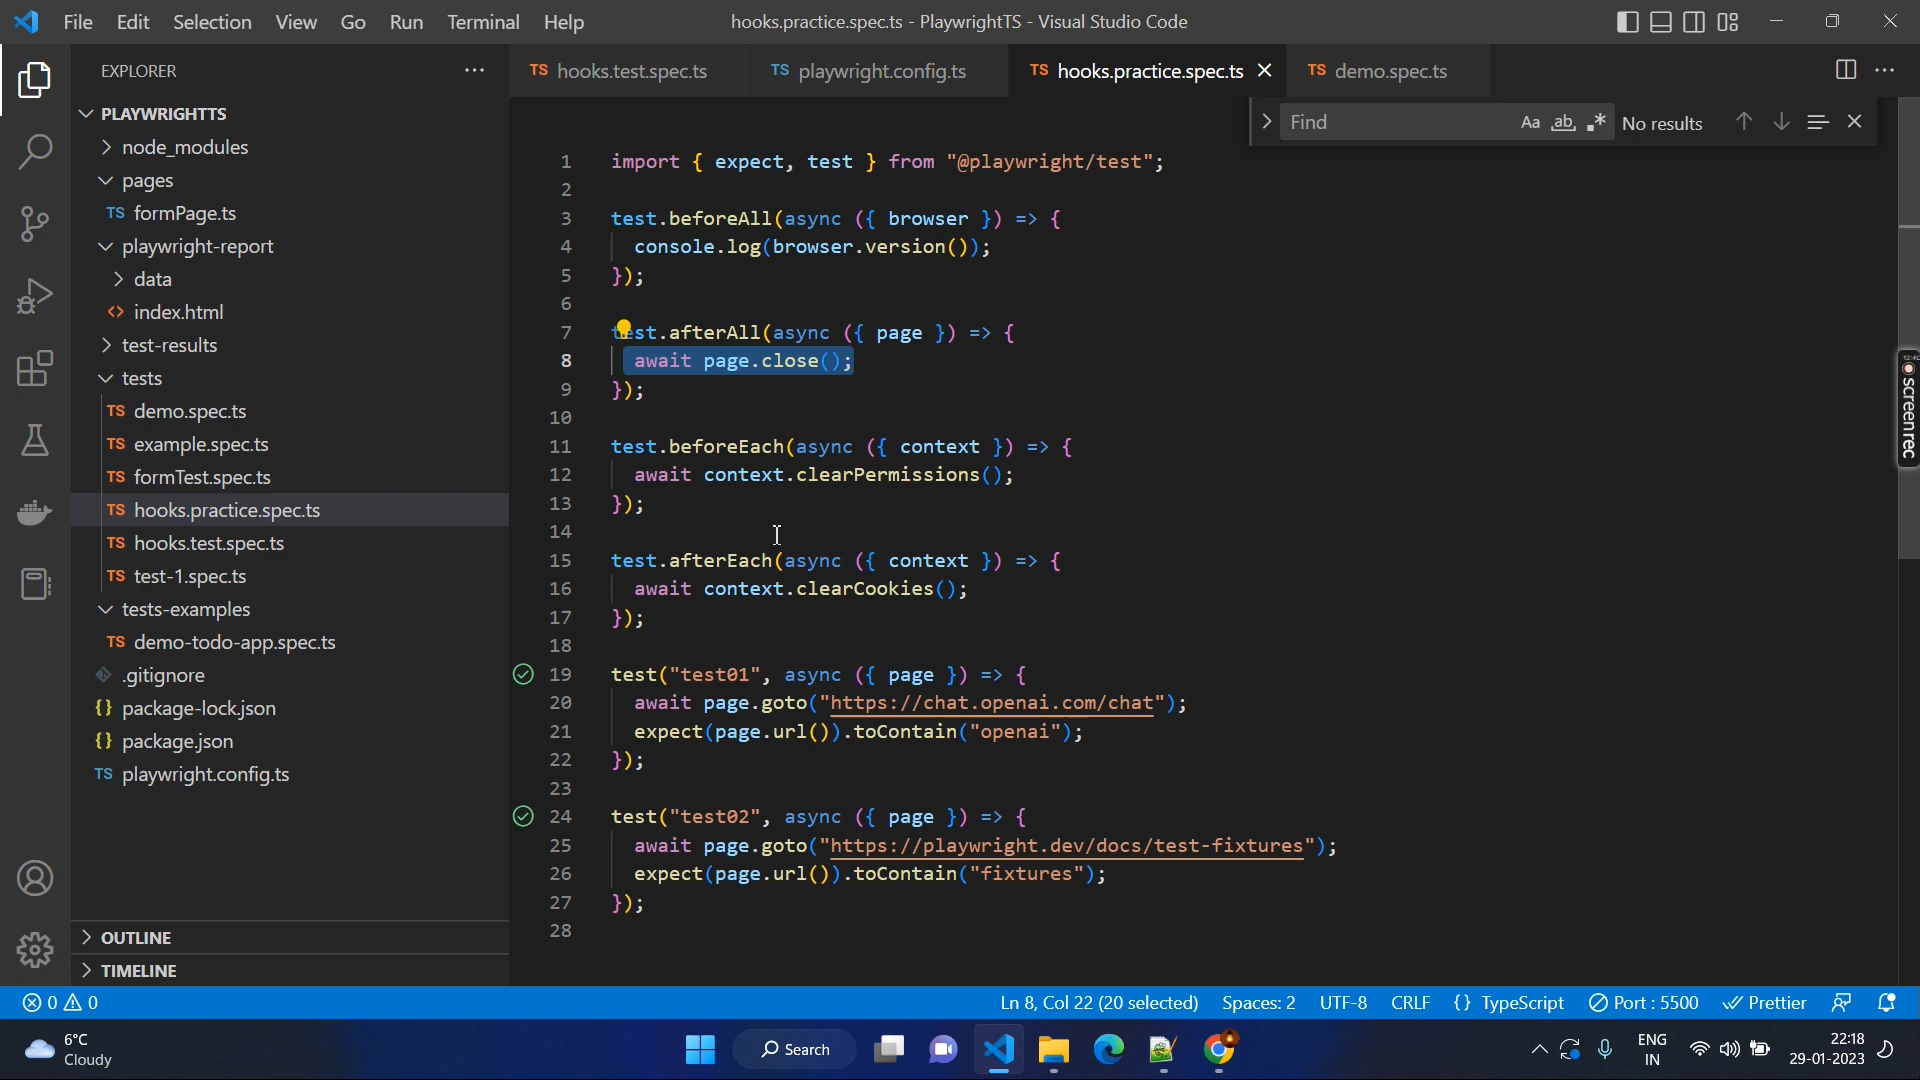 File Edit Selection View Go Run Terminal Help
hooks.practice.spec.ts - PlaywrightTS - Visual Studio Code
EXPLORER
PLAYWRIGHTTS
node_modules
pages
TS formPage.ts
playwright-report
data
<> index.html
test-results
tests
TS demo.spec.ts
TS example.spec.ts
TS formTest.spec.ts
TS hooks.practice.spec.ts
TS hooks.test.spec.ts
TS test-1.spec.ts
tests-examples
TS demo-todo-app.spec.ts
.gitignore
{} package-lock.json
{} package.json
TS playwright.config.ts
OUTLINE
TIMELINE
TS hooks.test.spec.ts
TS playwright.config.ts
TS hooks.practice.spec.ts
TS demo.spec.ts
Find Aa ab .* No results
1 import { expect, test } from "@playwright/test";
2
3 test.beforeAll(async ({ browser }) => {
4 console.log(browser.version());
5 });
6
7 test.afterAll(async ({ page }) => {
8 await page.close();
9 });
10
11 test.beforeEach(async ({ context }) => {
12 await context.clearPermissions();
13 });
14
15 test.afterEach(async ({ context }) => {
16 await context.clearCookies();
17 });
18
19 test("test01", async ({ page }) => {
20 await page.goto("https://chat.openai.com/chat");
21 expect(page.url()).toContain("openai");
22 });
23
24 test("test02", async ({ page }) => {
25 await page.goto("https://playwright.dev/docs/test-fixtures");
26 expect(page.url()).toContain("fixtures");
27 });
28
screenrec
0 0
Ln 8, Col 22 (20 selected) Spaces: 2 UTF-8 CRLF {} TypeScript Port : 5500 Prettier
6°C
Cloudy
Search
ENG
IN
22:18
29-01-2023